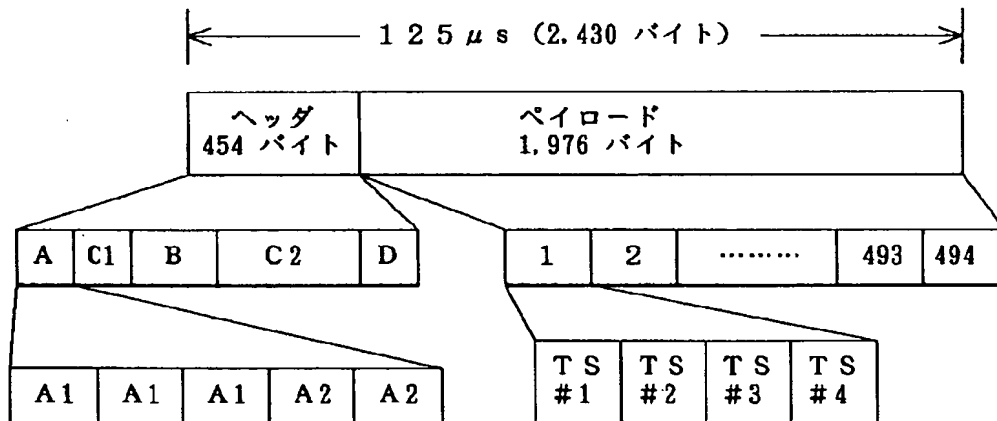 125μs (2.430 バイト)
ヘッダ
454 バイト
ペイロード
1,976 バイト
A C1 B C2 D
1 2 ……… 493 494
A1 A1 A1 A2 A2
TS #1
TS #2
TS #3
TS #4